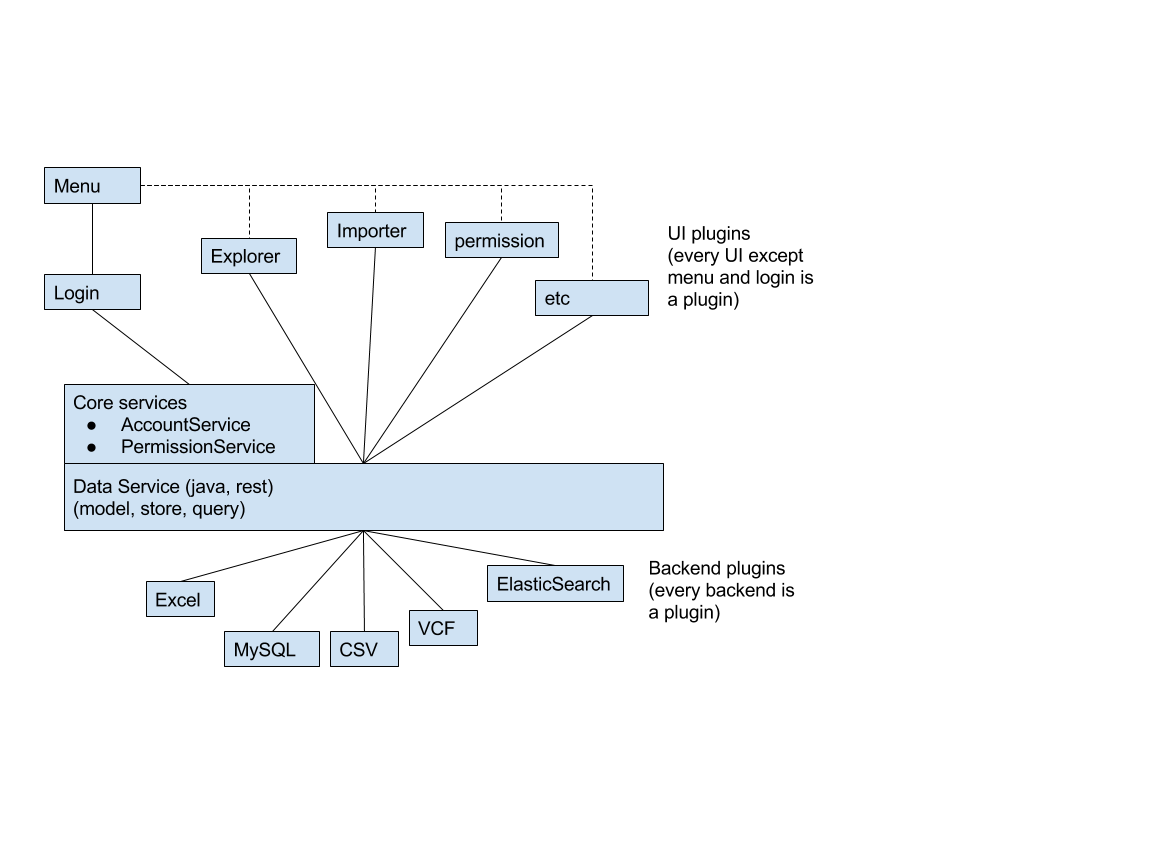 Menu
Importer
permission
Explorer
UI plugins
(every UI except
menu and login is
a plugin)
Login
etc
Core services
● AccountService
● PermissionService
Data Service (java, rest)
(model, store, query)
Excel
MySQL
CSV
VCF
ElasticSearch
Backend plugins
(every backend is
a plugin)